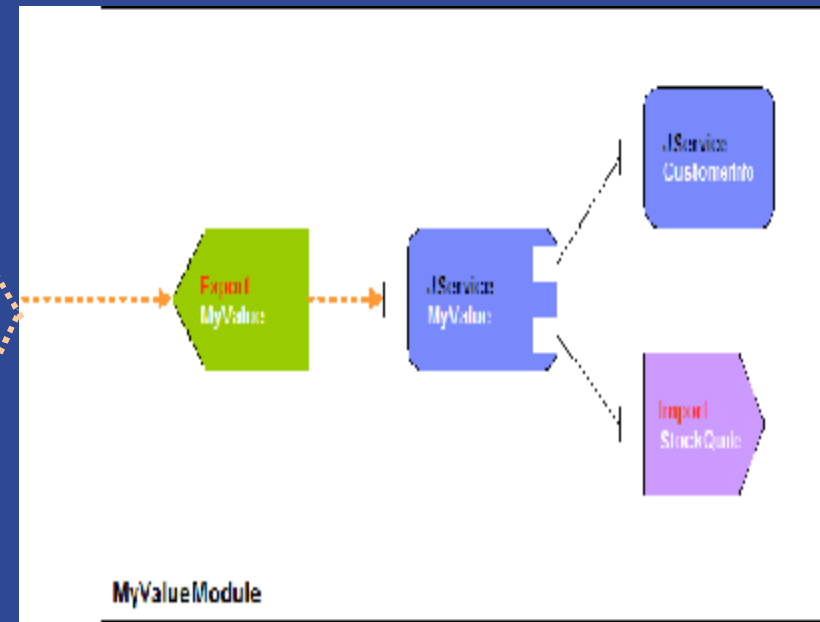 JService
CustomerInfo
Export
MyValue
JService
MyValue
Import
StockQuote
MyValueModule